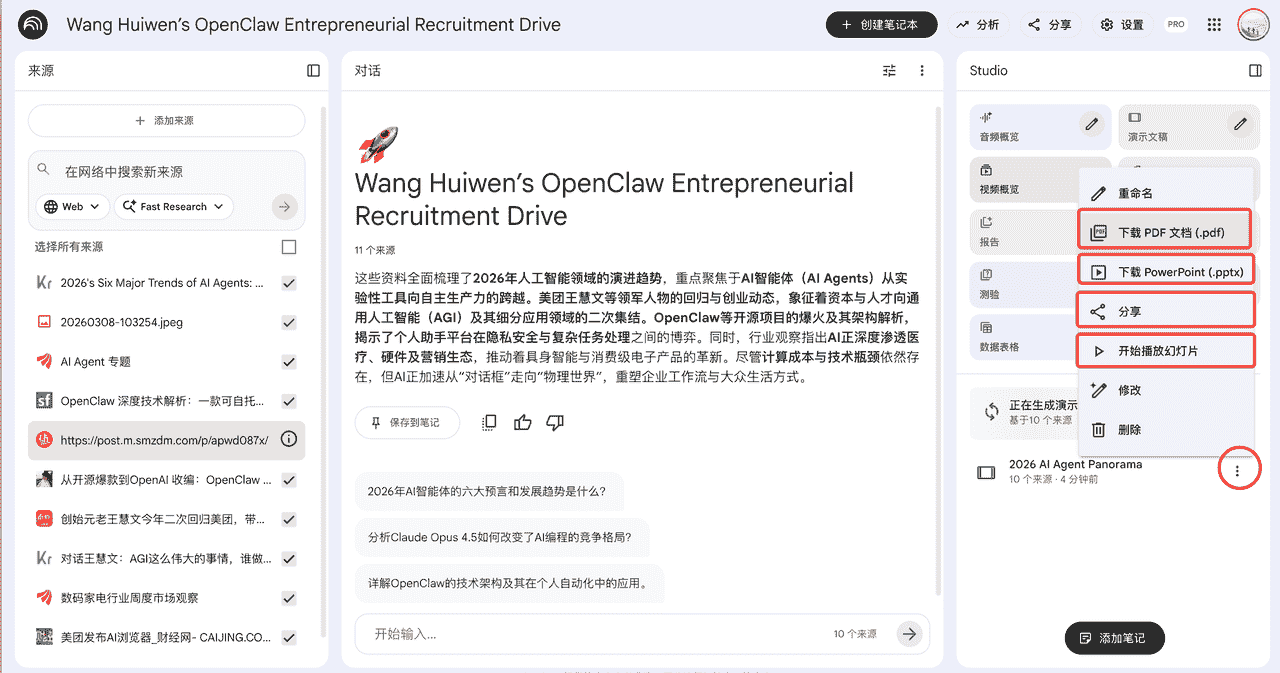 Wang Huiwen’s OpenClaw Entrepreneurial Recruitment Drive
+ 创建笔记本
分析
分享
设置
PRO
来源
+ 添加来源
在网络中搜索新来源
Web
Fast Research
选择所有来源
2026's Six Major Trends of AI Agents: ...
20260308-103254.jpeg
AI Agent 专题
OpenClaw 深度技术解析：一款可自托...
https://post.m.smzdm.com/p/apwd087x/
从开源爆款到OpenAI 收编：OpenClaw ...
创始元老王慧文今年二次回归美团，带...
Kr 对话王慧文：AGI这么伟大的事情，谁做...
数码家电行业周度市场观察
美团发布AI浏览器_财经网- CAIJING.CO...
对话
Wang Huiwen’s OpenClaw Entrepreneurial
Recruitment Drive
11 个来源
这些资料全面梳理了2026年人工智能领域的演进趋势，重点聚焦于AI智能体（AI Agents）从实
验性工具向自主生产力的跨越。美团王慧文等领军人物的回归与创业动态，象征着资本与人才向通
用人工智能（AGI）及其细分应用领域的二次集结。OpenClaw等开源项目的爆火及其架构解析，
揭示了个人助手平台在隐私安全与复杂任务处理之间的博弈。同时，行业观察指出AI正深度渗透医
疗、硬件及营销生态，推动着具身智能与消费级电子产品的革新。尽管计算成本与技术瓶颈依然存
在，但AI正加速从“对话框”走向“物理世界”，重塑企业工作流与大众生活方式。
保存到笔记
2026年AI智能体的六大预言和发展趋势是什么？
分析Claude Opus 4.5如何改变了AI编程的竞争格局？
详解OpenClaw的技术架构及其在个人自动化中的应用。
开始输入...
10 个来源
Studio
音频概览
演示文稿
视频概览
报告
测验
数据表格
重命名
下载 PDF 文档 (.pdf)
下载 PowerPoint (.pptx)
分享
开始播放幻灯片
修改
删除
正在生成演示
基于10 个来源
2026 AI Agent Panorama
10 个来源 · 4 分钟前
添加笔记